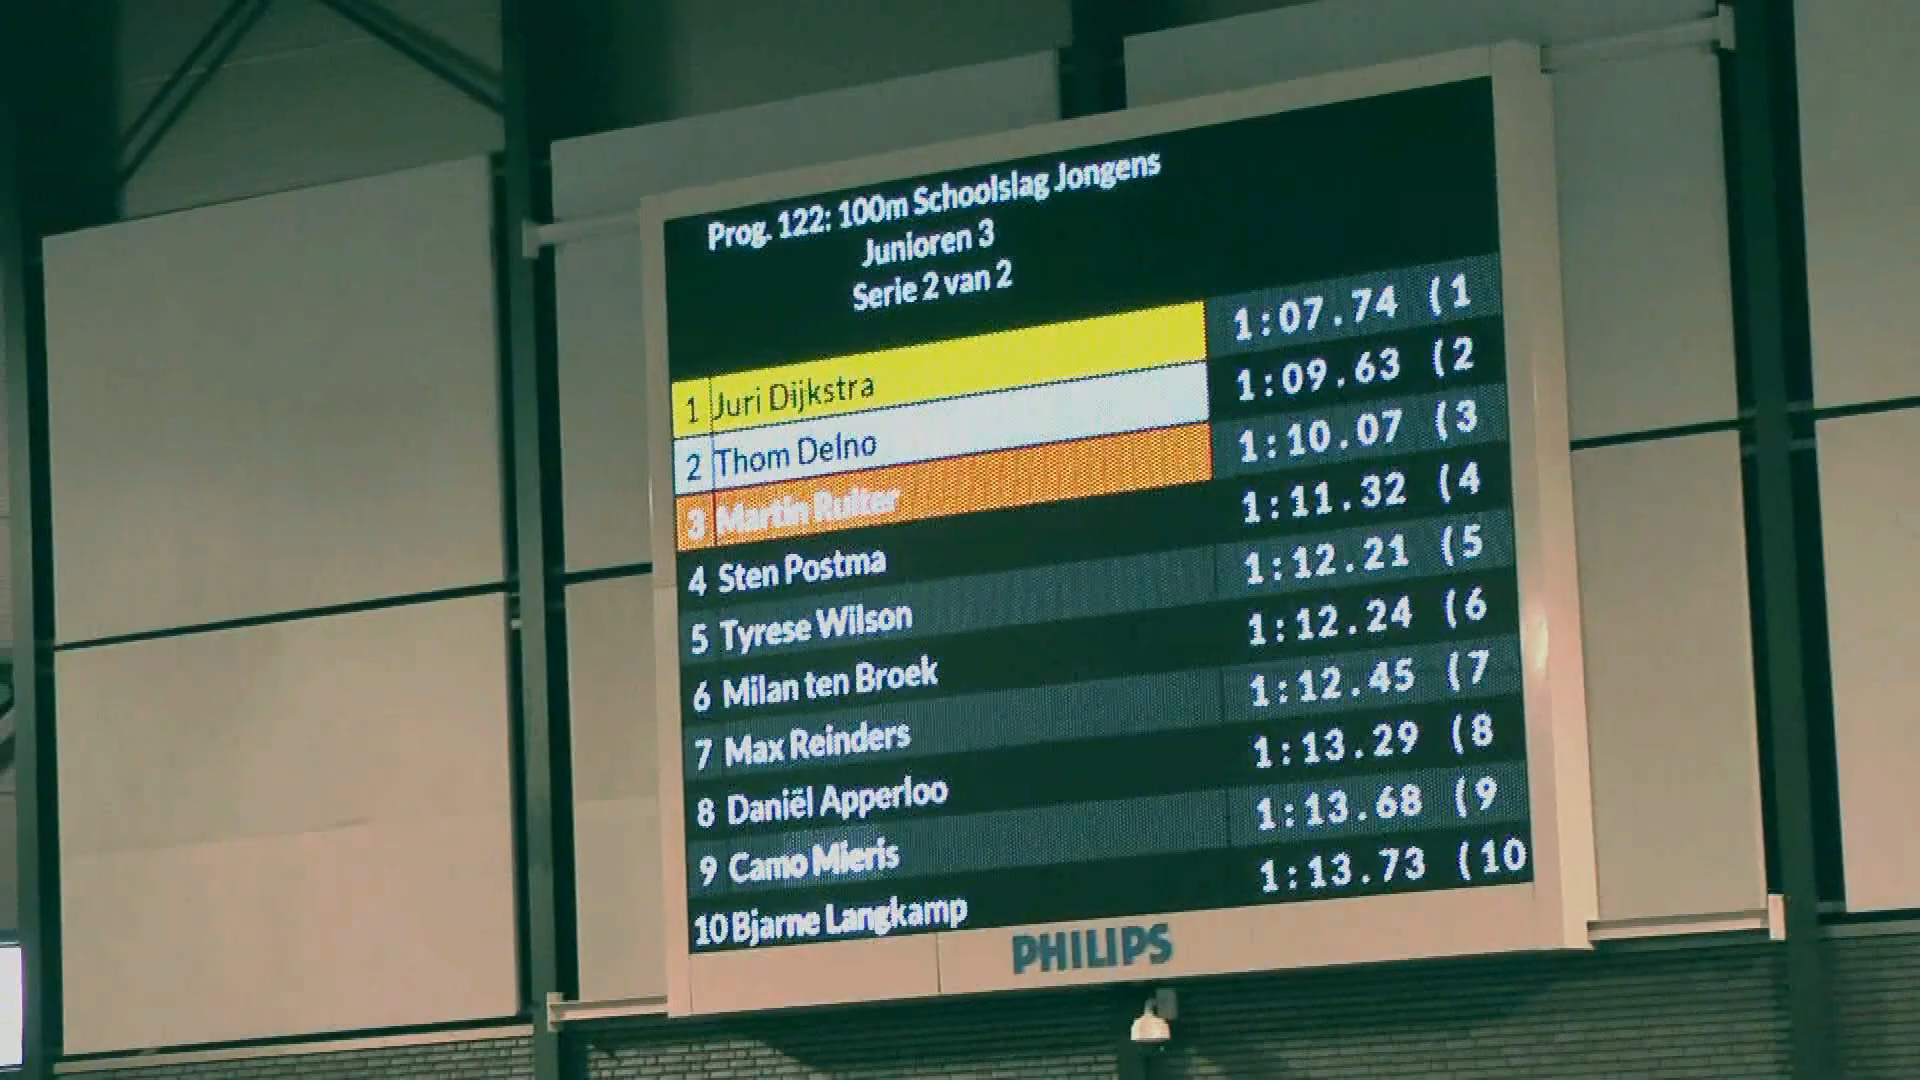 Prog. 122: 100m Schoolslag Jongens
Junioren 3
Serie 2 van 2
1 Juri Dijkstra 1:07.74 (1
2 Thom Delno 1:09.63 (2
3 Martin Ruiter 1:10.07 (3
4 Sten Postma 1:11.32 (4
5 Tyrese Wilson 1:12.21 (5
6 Milan ten Broek 1:12.24 (6
7 Max Reinders 1:12.45 (7
8 Daniël Apperloo 1:13.29 (8
9 Camo Mieris 1:13.68 (9
10 Bjarne Langkamp 1:13.73 (10
PHILIPS